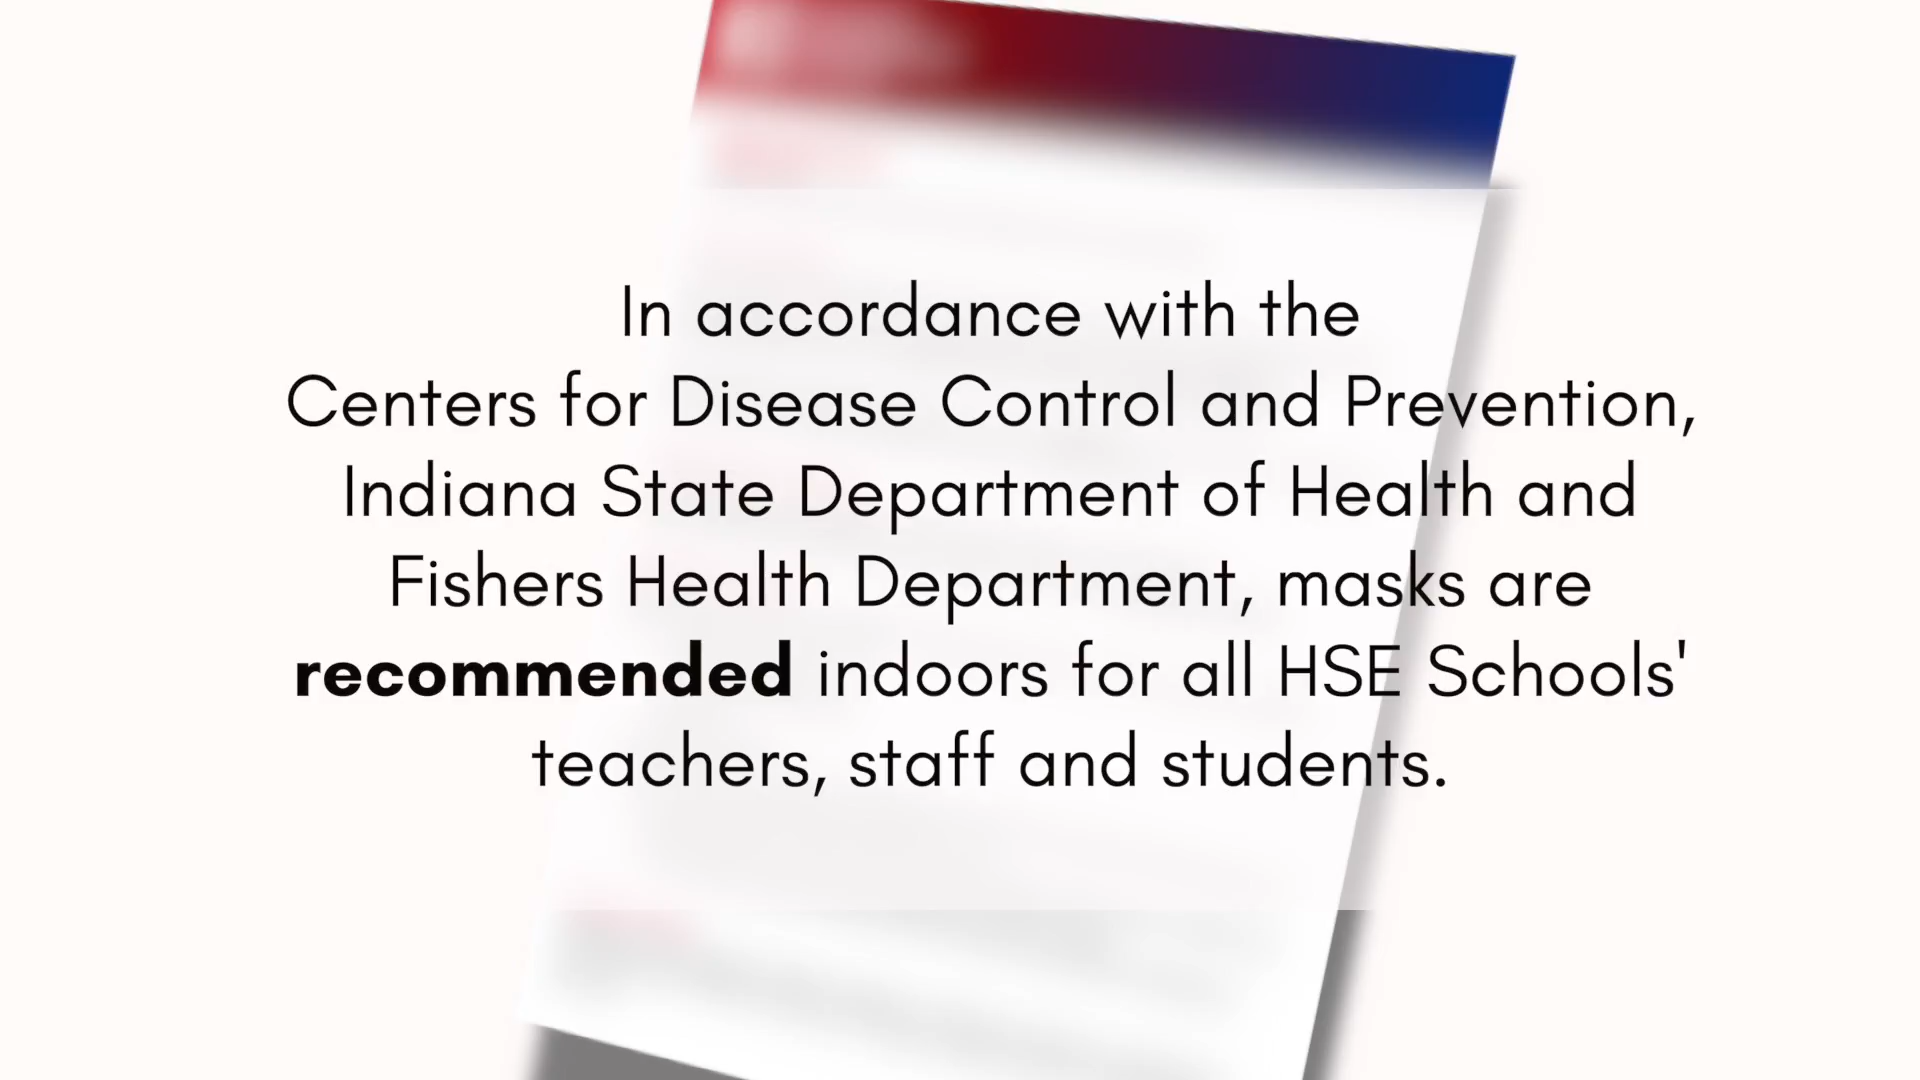 In accordance with the
Centers for Disease Control and Prevention,
Indiana State Department of Health and
Fishers Health Department, masks are
recommended indoors for all HSE Schools'
teachers, staff and students.